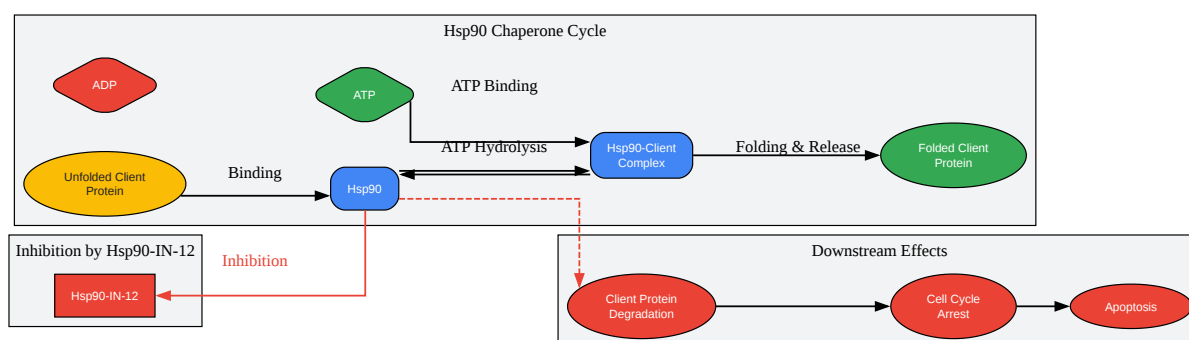 Hsp90 Chaperone Cycle
ADP
ATP
ATP Binding
ATP Hydrolysis
Hsp90-Client
Complex
Folding & Release
Folded Client
Protein
Unfolded Client
Protein
Binding
Hsp90
Inhibition by Hsp90-IN-12
Inhibition
Hsp90-IN-12
Downstream Effects
Client Protein
Degradation
Cell Cycle
Arrest
Apoptosis